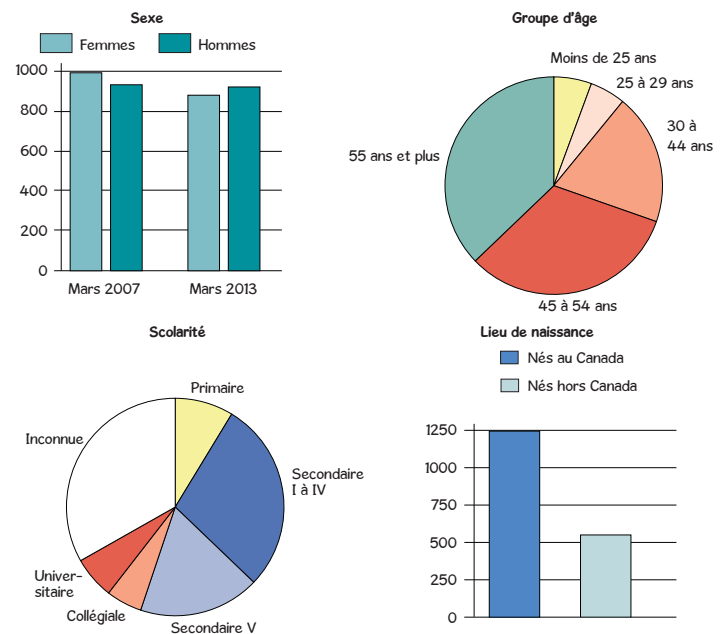 Sexe
Femmes
Hommes
1000
800
600
400
200
0
Mars 2007
Mars 2013
Groupe d'âge
Moins de 25 ans
25 à 29 ans
30 à
44 ans
55 ans et plus
45 à 54 ans
Scolarité
Primaire
Inconnue
Secondaire
I à IV
Univer-
sitaire
Collégiale
Secondaire V
Lieu de naissance
Nés au Canada
Nés hors Canada
1250
1000
750
500
250
0